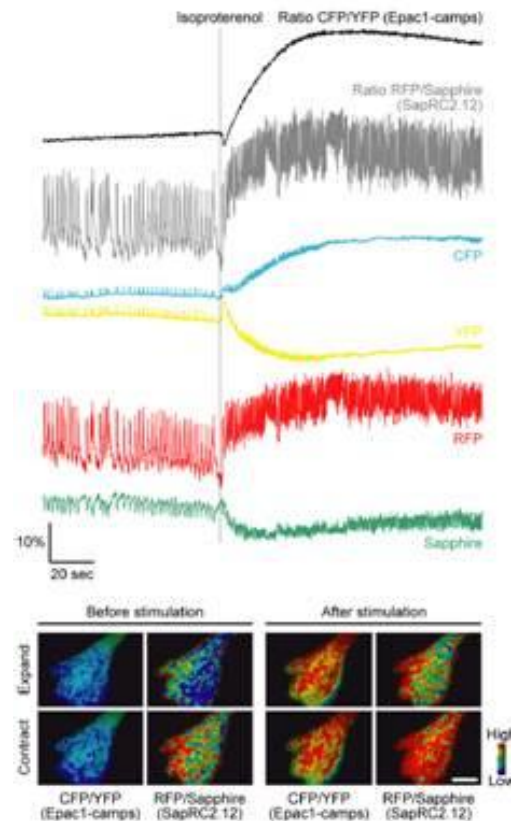 Isoproterenol
Ratio CFP/YFP (Epac1-camps)
Ratio RFP/Sapphire
(SapRC2.12)
CFP
YFP
RFP
Sapphire
10%
20 sec
Before stimulation
After stimulation
Expand
Contract
High
Low
CFP/YFP
(Epac1-camps)
RFP/Sapphire
(SapRC2.12)
CFP/YFP
(Epac1-camps)
RFP/Sapphire
(SapRC2.12)